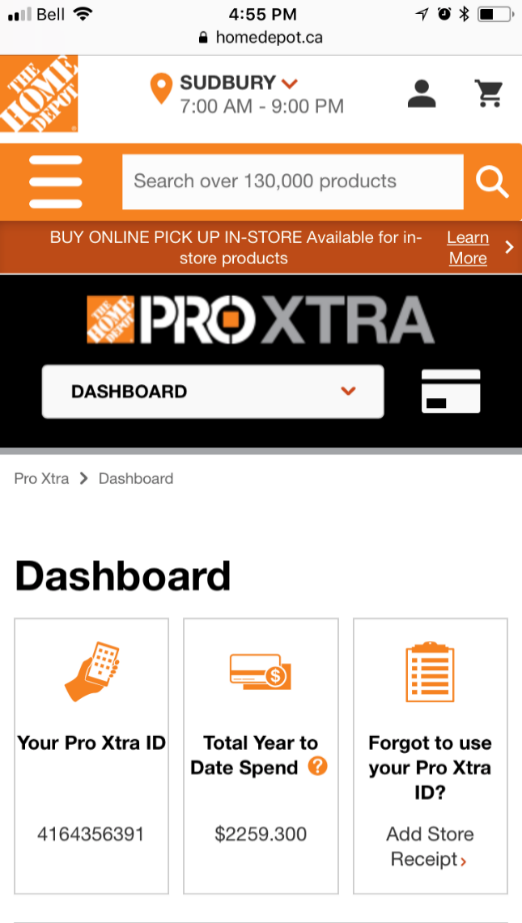 Bell
4:55 PM
homedepot.ca
THE
HOME
DEPOT
SUDBURY
7:00 AM - 9:00 PM
Search over 130,000 products
BUY ONLINE PICK UP IN-STORE Available for in-
store products
Learn
More
THE
HOME
DEPOT
PRO XTRA
DASHBOARD
Pro Xtra > Dashboard
Dashboard
Your Pro Xtra ID
4164356391
Total Year to
Date Spend ?
$2259.300
Forgot to use
your Pro Xtra
ID?
Add Store
Receipt ›